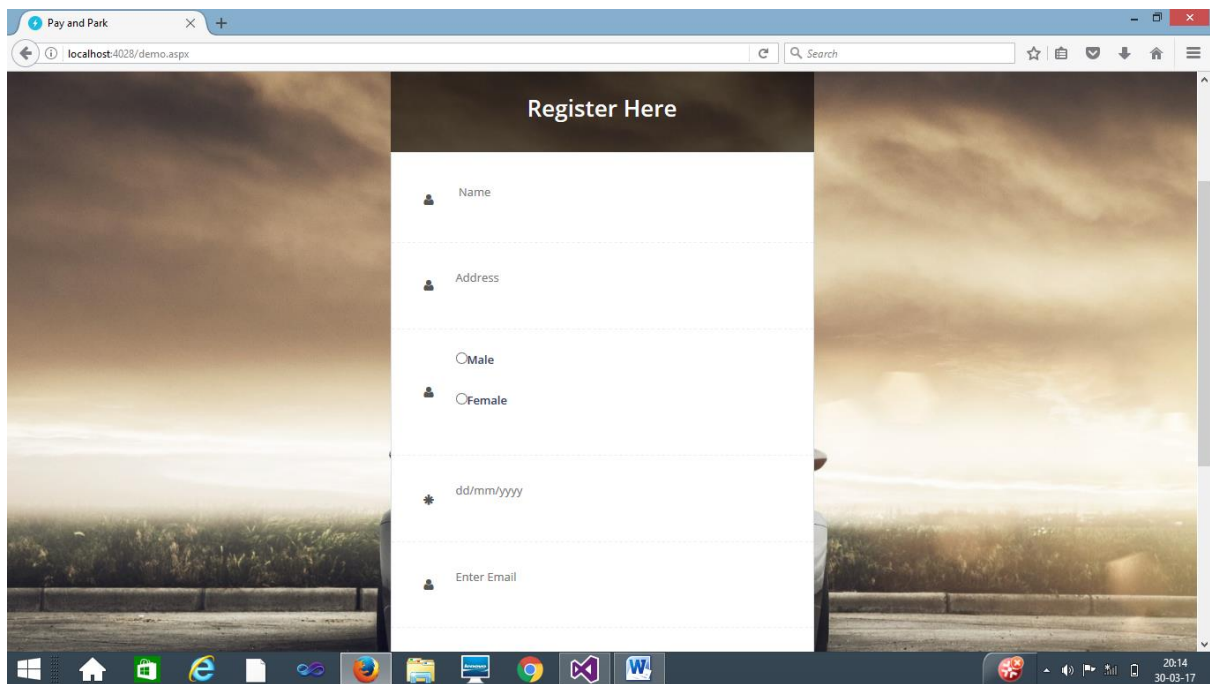 Pay and Park
localhost:4028/demo.aspx
Search
Register Here
Name
Address
Male
Female
dd/mm/yyyy
Enter Email
20:14
30-03-17